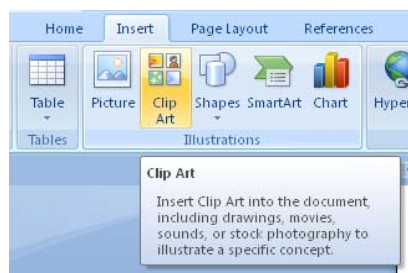 Home Insert Page Layout References
Table Picture Clip Art Shapes SmartArt Chart
Tables Illustrations
Clip Art
Insert Clip Art into the document,
including drawings, movies,
sounds, or stock photography to
illustrate a specific concept.